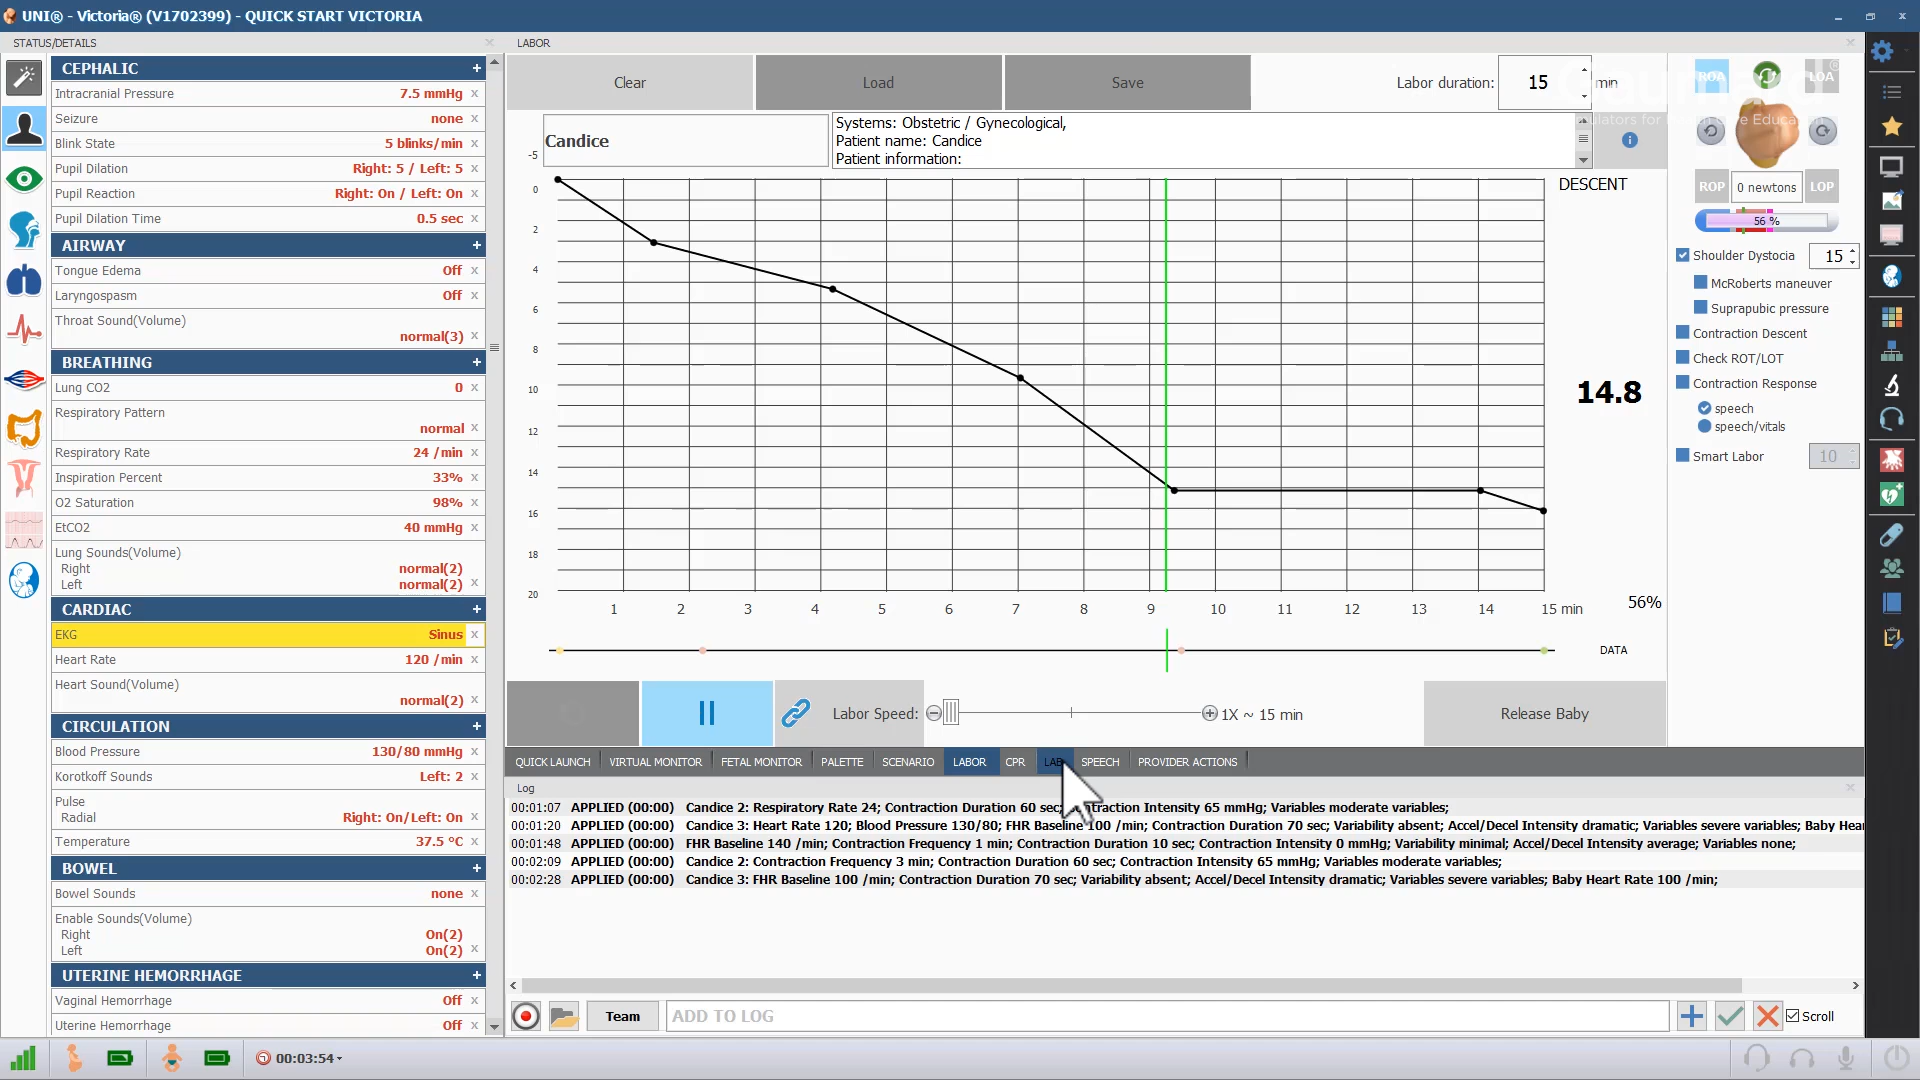 UNI® - Victoria® (V1702399) - QUICK START VICTORIA
STATUS/DETAILS
CEPHALIC
Intracranial Pressure 7.5 mmHg x
Seizure none x
Blink State 5 blinks/min x
Pupil Dilation Right: 5 / Left: 5 x
Pupil Reaction Right: On / Left: On x
Pupil Dilation Time 0.5 sec x
AIRWAY
Tongue Edema Off x
Laryngospasm Off x
Throat Sound(Volume)
normal(3) x
BREATHING
Lung CO2 0 x
Respiratory Pattern
normal x
Respiratory Rate 24 /min x
Inspiration Percent 33% x
O2 Saturation 98% x
EtCO2 40 mmHg x
Lung Sounds(Volume)
Right normal(2)
Left normal(2) x
CARDIAC
EKG Sinus x
Heart Rate 120 /min x
Heart Sound(Volume)
normal(2) x
CIRCULATION
Blood Pressure 130/80 mmHg x
Korotkoff Sounds Left: 2 x
Pulse
Radial Right: On/Left: On x
Temperature 37.5 °C x
BOWEL
Bowel Sounds none x
Enable Sounds(Volume)
Right On(2)
Left On(2) x
UTERINE HEMORRHAGE
Vaginal Hemorrhage Off x
Uterine Hemorrhage Off x
00:03:54
LABOR
Clear Load Save Labor duration: 15 min
Candice
Systems: Obstetric / Gynecological,
Patient name: Candice
Patient information:
DESCENT
-5
0
2
4
6
8
10
12
14
16
18
20
1 2 3 4 5 6 7 8 9 10 11 12 13 14 15 min
14.8
56%
DATA
Labor Speed: 1X ~ 15 min
Release Baby
ROA LOA
ROP 0 newtons LOP
56 %
Shoulder Dystocia 15
McRoberts maneuver
Suprapubic pressure
Contraction Descent
Check ROT/LOT
Contraction Response
speech
speech/vitals
Smart Labor 10
QUICK LAUNCH VIRTUAL MONITOR FETAL MONITOR PALETTE SCENARIO LABOR CPR LAB SPEECH PROVIDER ACTIONS
Log
00:01:07 APPLIED (00:00) Candice 2: Respiratory Rate 24; Contraction Duration 60 sec; Contraction Intensity 65 mmHg; Variables moderate variables;
00:01:20 APPLIED (00:00) Candice 3: Heart Rate 120; Blood Pressure 130/80; FHR Baseline 100 /min; Contraction Duration 70 sec; Variability absent; Accel/Decel Intensity dramatic; Variables severe variables; Baby Hea
00:01:48 APPLIED (00:00) FHR Baseline 140 /min; Contraction Frequency 1 min; Contraction Duration 10 sec; Contraction Intensity 0 mmHg; Variability minimal; Accel/Decel Intensity average; Variables none;
00:02:09 APPLIED (00:00) Candice 2: Contraction Frequency 3 min; Contraction Duration 60 sec; Contraction Intensity 65 mmHg; Variables moderate variables;
00:02:28 APPLIED (00:00) Candice 3: FHR Baseline 100 /min; Contraction Duration 70 sec; Variability absent; Accel/Decel Intensity dramatic; Variables severe variables; Baby Heart Rate 100 /min;
Team ADD TO LOG Scroll